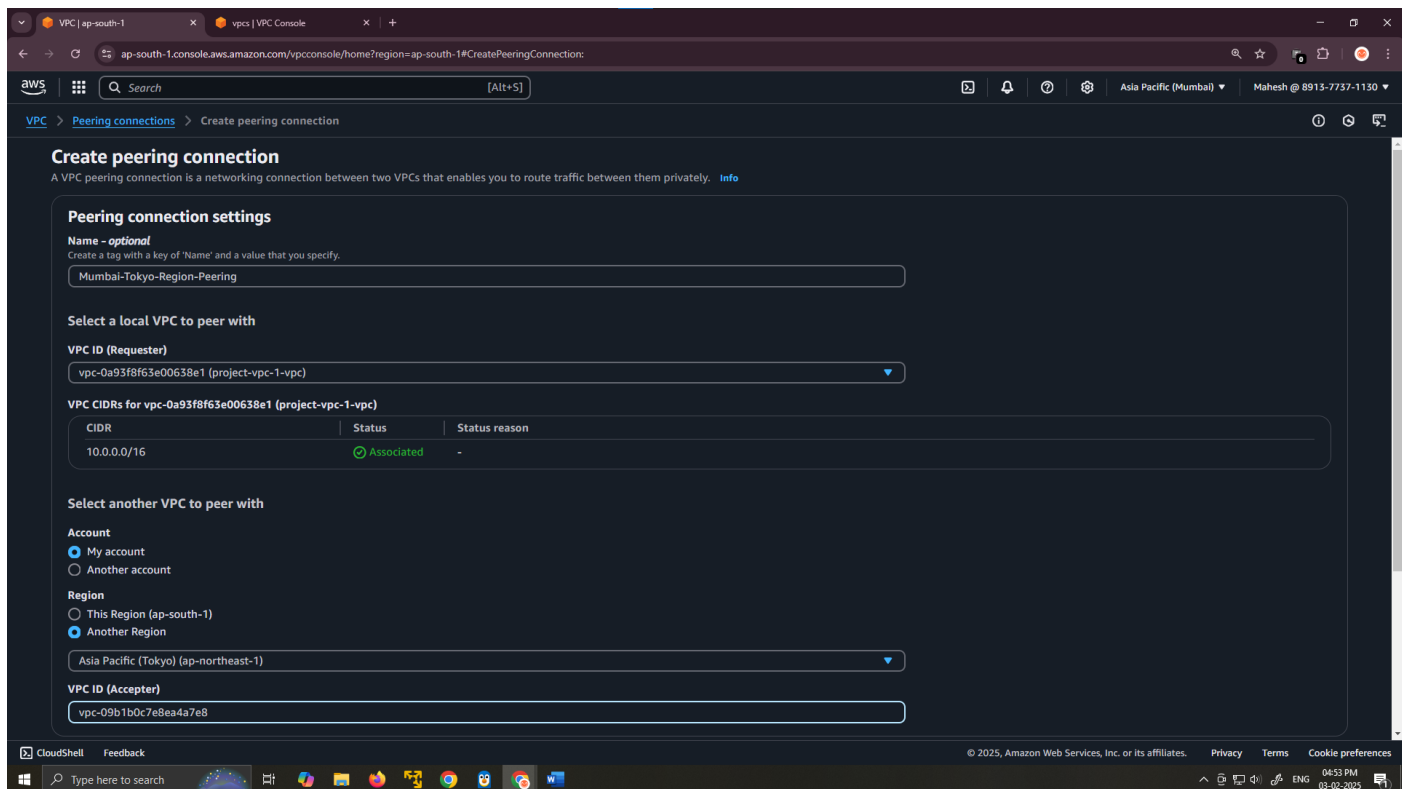 VPC | ap-south-1
vpcs | VPC Console
ap-south-1.console.aws.amazon.com/vpcconsole/home?region=ap-south-1#CreatePeeringConnection:
aws
Search [Alt+S]
Asia Pacific (Mumbai)
Mahesh @ 8913-7737-1130
VPC > Peering connections > Create peering connection
Create peering connection
A VPC peering connection is a networking connection between two VPCs that enables you to route traffic between them privately. Info
Peering connection settings
Name - optional
Create a tag with a key of 'Name' and a value that you specify.
Mumbai-Tokyo-Region-Peering
Select a local VPC to peer with
VPC ID (Requester)
vpc-0a93f8f63e00638e1 (project-vpc-1-vpc)
VPC CIDRs for vpc-0a93f8f63e00638e1 (project-vpc-1-vpc)
CIDR Status Status reason
10.0.0.0/16 Associated -
Select another VPC to peer with
Account
My account
Another account
Region
This Region (ap-south-1)
Another Region
Asia Pacific (Tokyo) (ap-northeast-1)
VPC ID (Accepter)
vpc-09b1b0c7e8ea4a7e8
CloudShell Feedback © 2025, Amazon Web Services, Inc. or its affiliates. Privacy Terms Cookie preferences
Type here to search
ENG
04:53 PM
03-02-2025